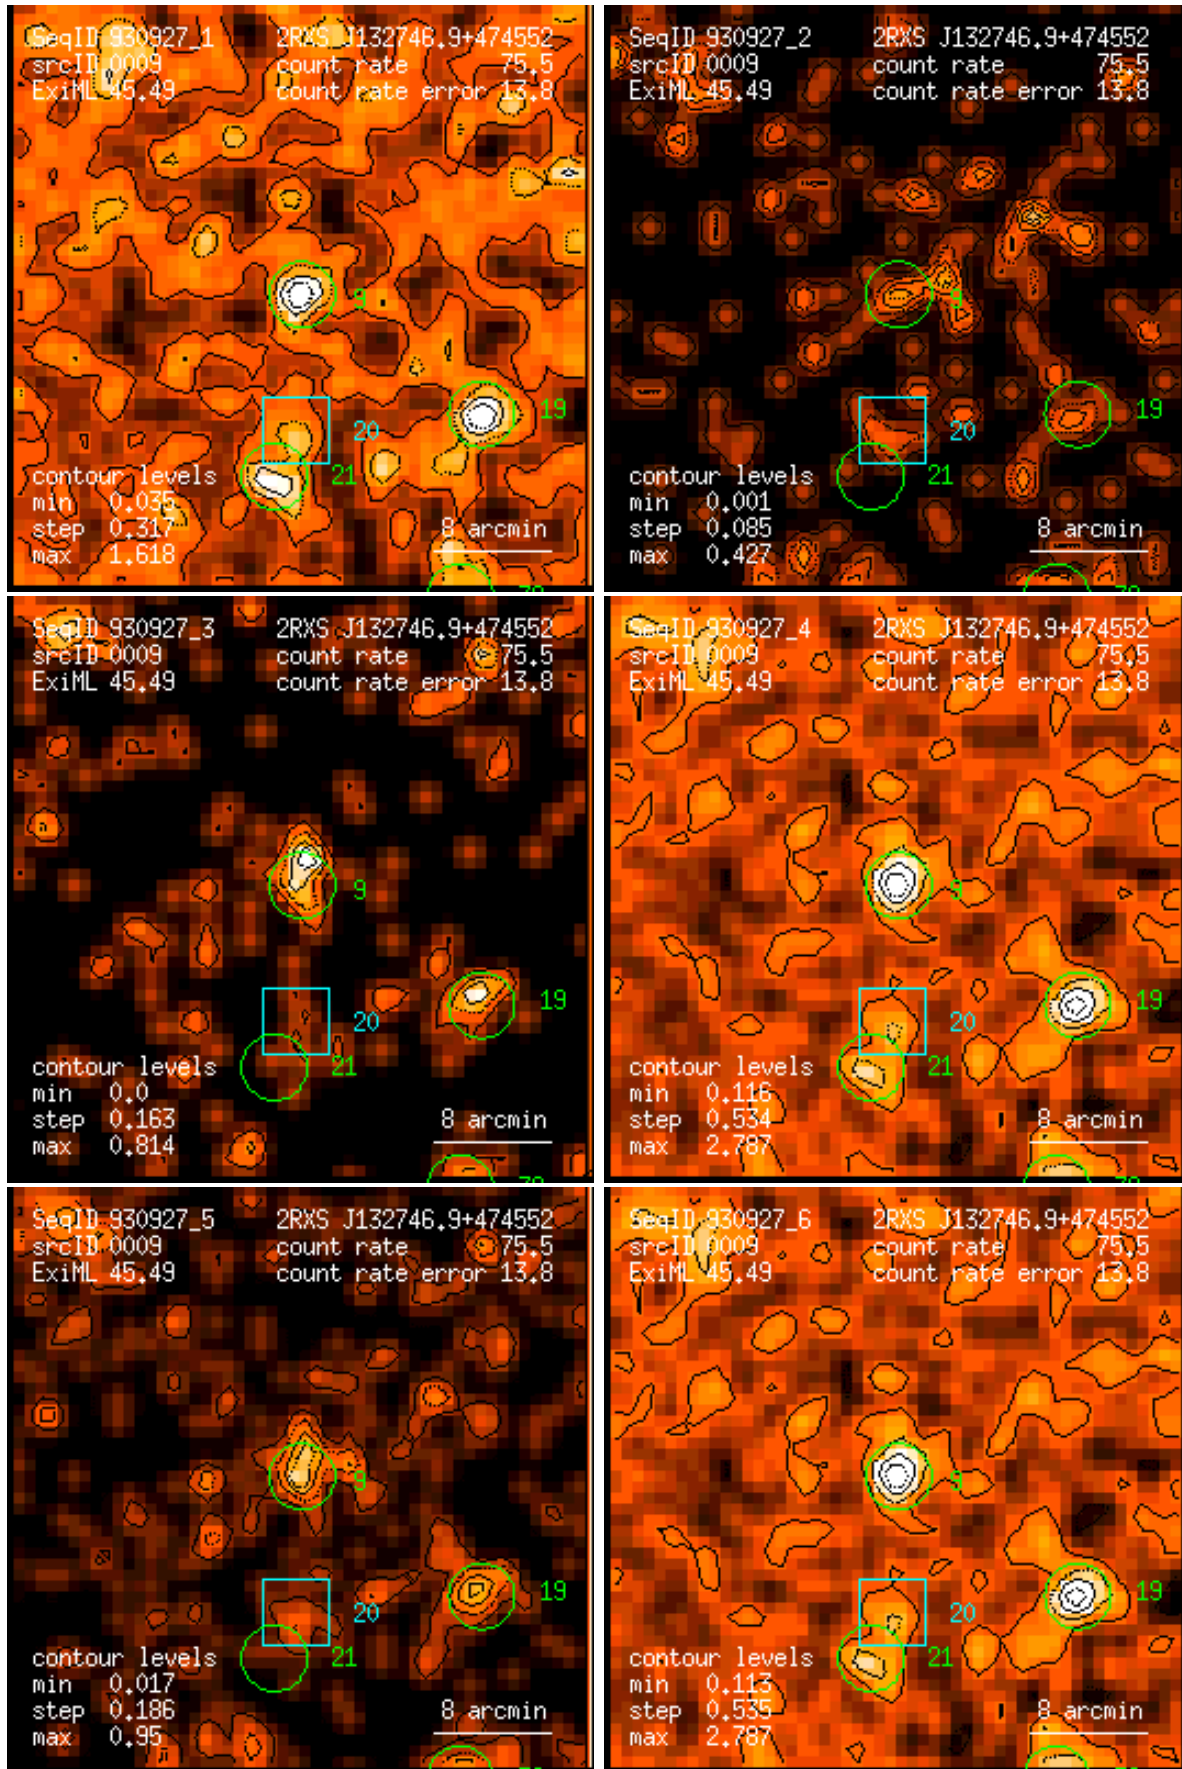 SeqID 930927_1 2RXS J132746.9+474552
srcID 0009 count rate 75.5
ExiML 45.49 count rate error 13.8
9
19
20
21
contour levels
min 0.035
step 0.317 8 arcmin
max 1.618
SeqID 930927_2 2RXS J132746.9+474552
srcID 0009 count rate 75.5
ExiML 45.49 count rate error 13.8
9
19
20
21
contour levels
min 0.001
step 0.085 8 arcmin
max 0.427
SeqID 930927_3 2RXS J132746.9+474552
srcID 0009 count rate 75.5
ExiML 45.49 count rate error 13.8
9
19
20
21
contour levels
min 0.0
step 0.163 8 arcmin
max 0.814
SeqID 930927_4 2RXS J132746.9+474552
srcID 0009 count rate 75.5
ExiML 45.49 count rate error 13.8
9
19
20
21
contour levels
min 0.116
step 0.534 8 arcmin
max 2.787
SeqID 930927_5 2RXS J132746.9+474552
srcID 0009 count rate 75.5
ExiML 45.49 count rate error 13.8
9
19
20
21
contour levels
min 0.017
step 0.186 8 arcmin
max 0.95
SeqID 930927_6 2RXS J132746.9+474552
srcID 0009 count rate 75.5
ExiML 45.49 count rate error 13.8
9
19
20
21
contour levels
min 0.113
step 0.535 8 arcmin
max 2.787